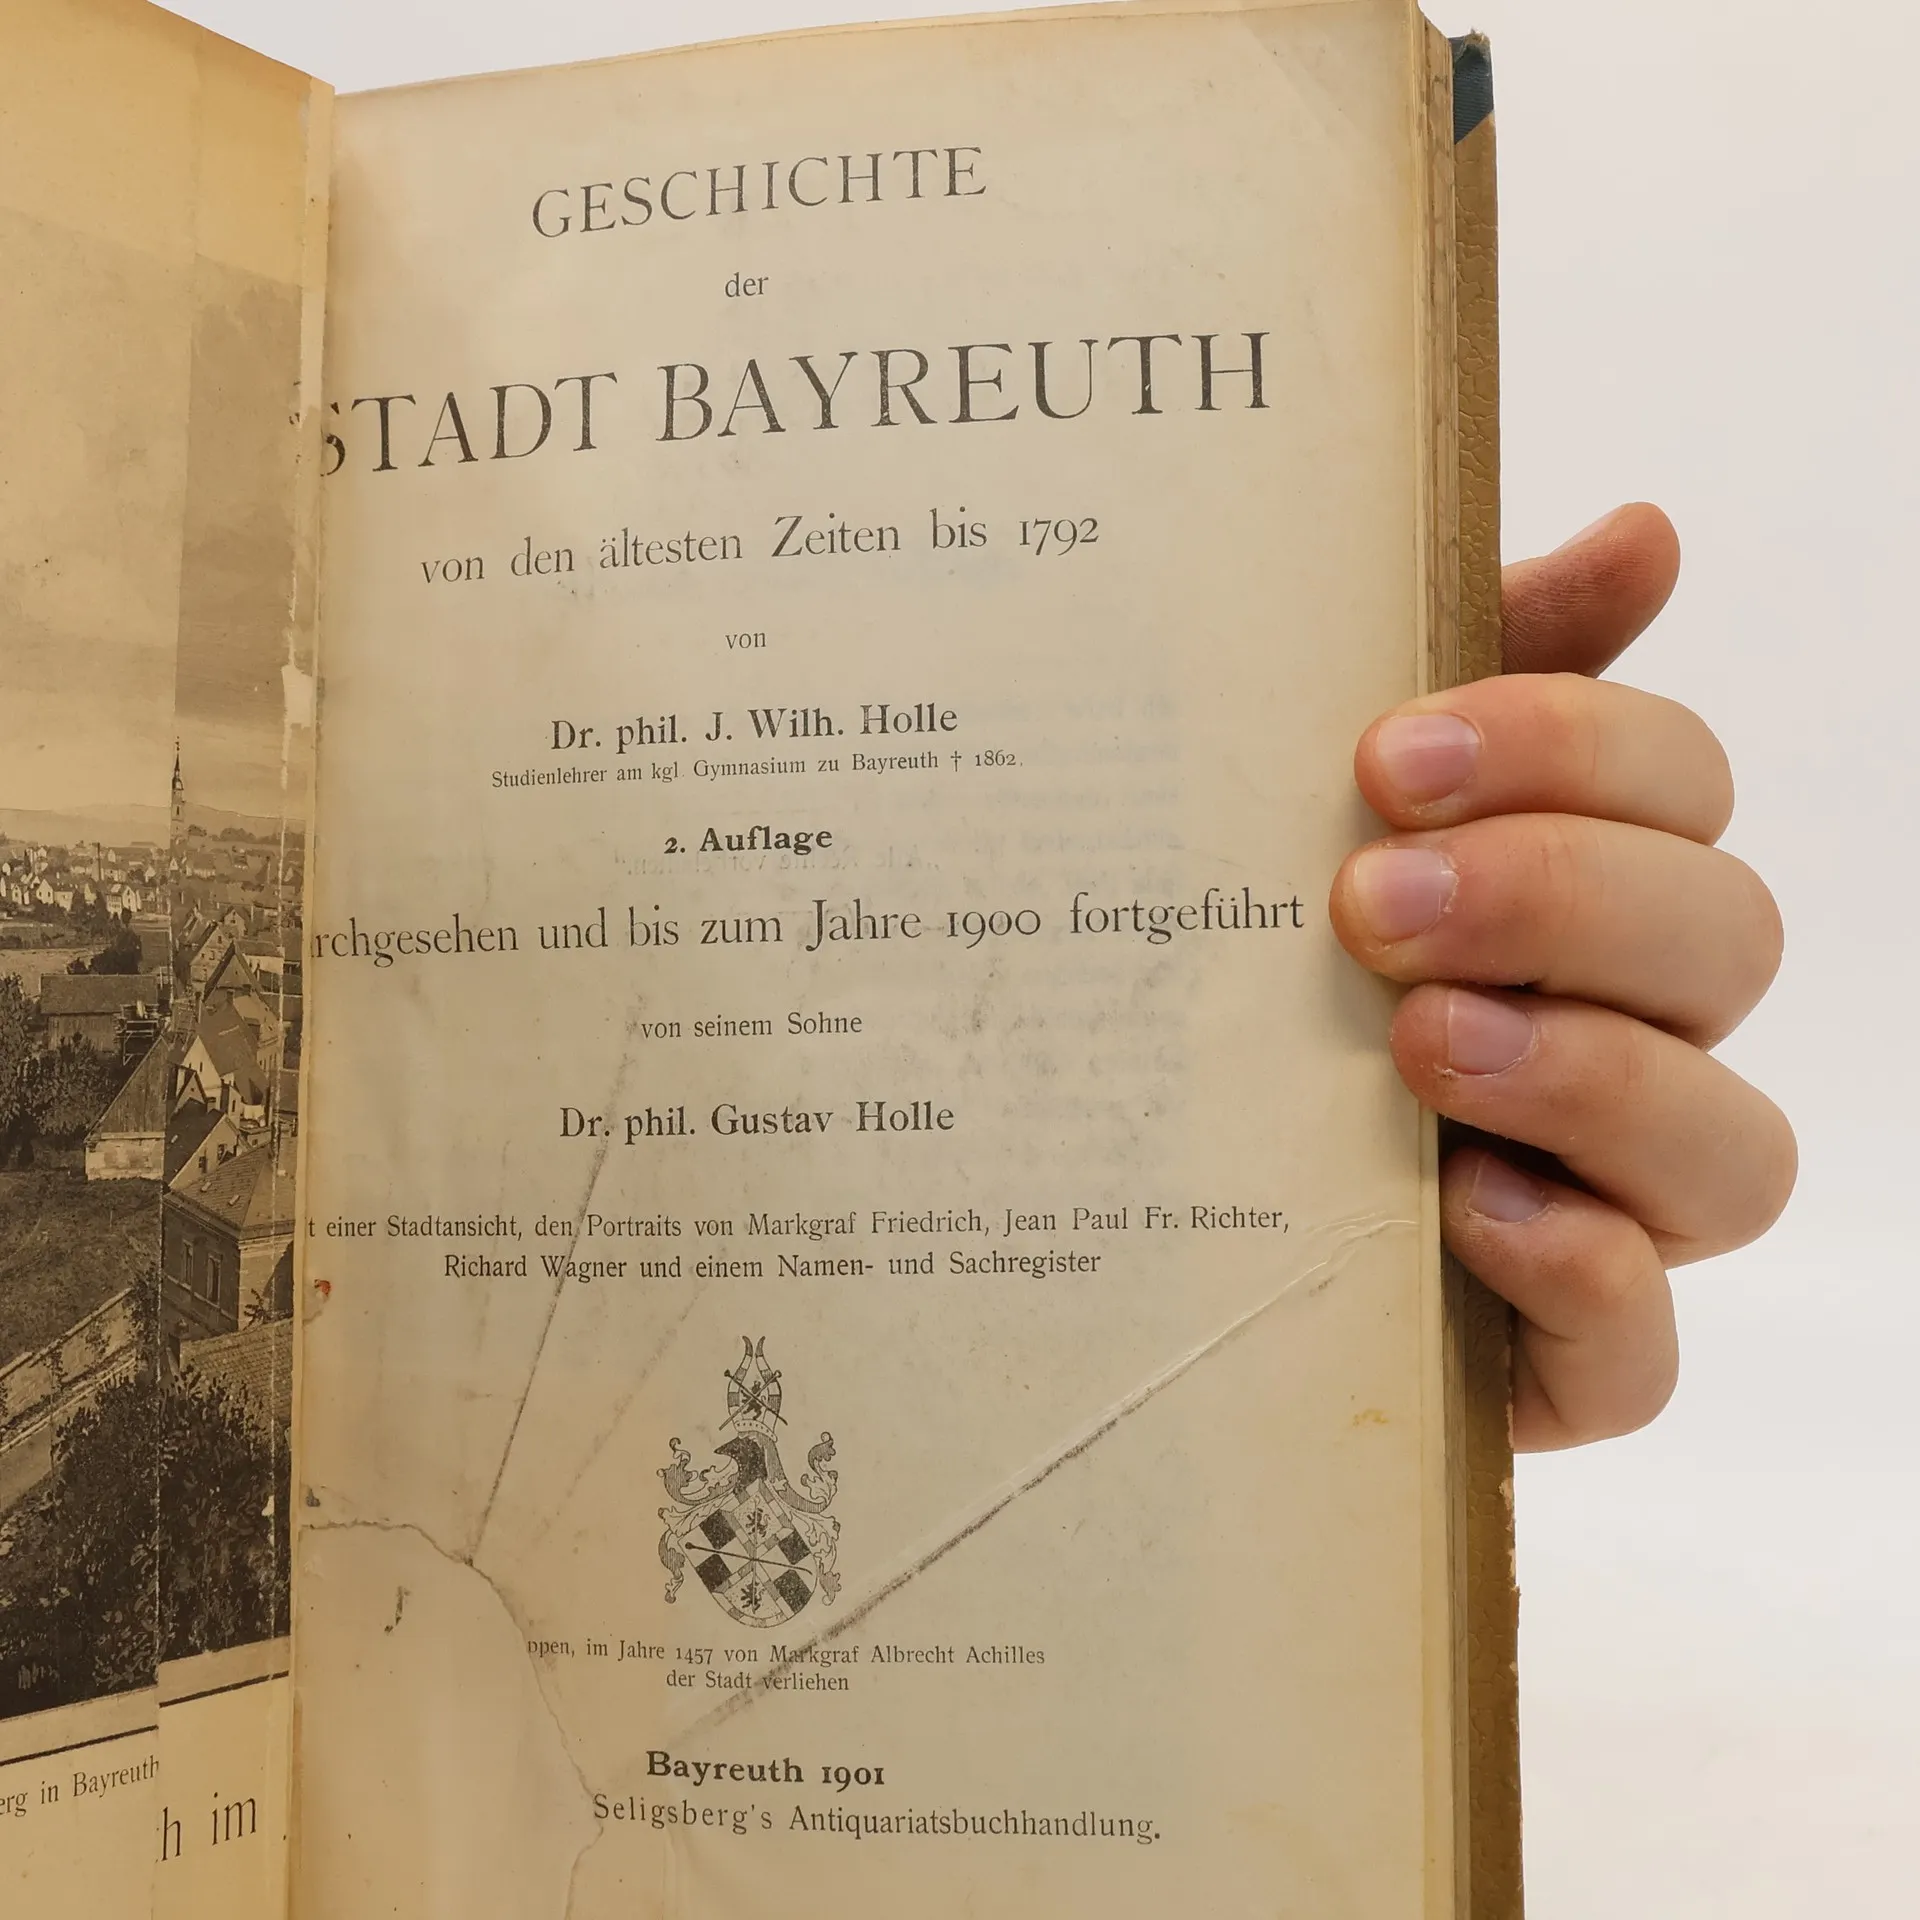 GESCHICHTE
der
STADT BAYREUTH
von den ältesten Zeiten bis 1792
von
Dr. phil. J. Wilh. Holle
Studienlehrer am kgl. Gymnasium zu Bayreuth † 1862.
2. Auflage
rchgesehen und bis zum Jahre 1900 fortgeführt
von seinem Sohne
Dr. phil. Gustav Holle
t einer Stadtansicht, den Portraits von Markgraf Friedrich, Jean Paul Fr. Richter,
Richard Wagner und einem Namen- und Sachregister
ppen, im Jahre 1457 von Markgraf Albrecht Achilles
der Stadt verliehen
Bayreuth 1901
Seligsberg's Antiquariatsbuchhandlung.
erg in Bayreuth
h im